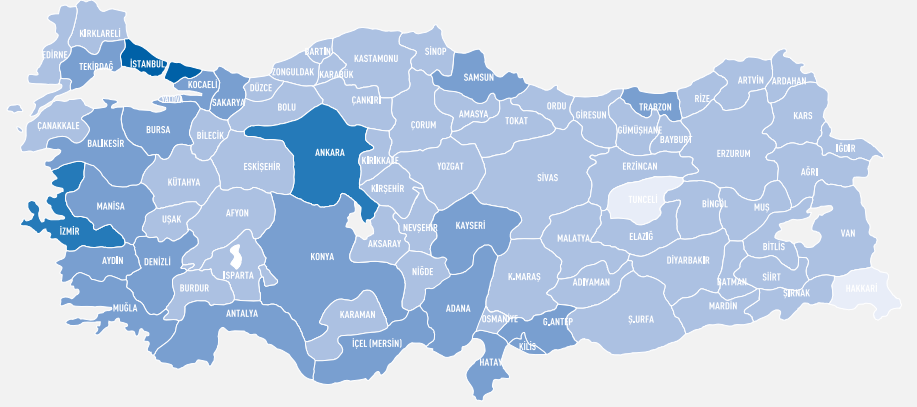 KIRKLARELİ
EDİRNE
TEKİRDAĞ
İSTANBUL
KOCAELİ
YALOVA
SAKARYA
DÜZCE
ZONGULDAK
BARTIN
KARABÜK
KASTAMONU
SİNOP
SAMSUN
ÇANAKKALE
BALIKESİR
BURSA
BİLECİK
BOLU
ÇANKIRI
ÇORUM
AMASYA
TOKAT
ORDU
GİRESUN
TRABZON
RİZE
ARTVİN
ARDAHAN
KARS
IĞDIR
GÜMÜŞHANE
BAYBURT
ERZURUM
AĞRI
ESKİŞEHİR
ANKARA
KIRIKKALE
YOZGAT
SİVAS
ERZİNCAN
KÜTAHYA
KIRŞEHİR
TUNCELİ
BİNGÖL
MUŞ
MANİSA
UŞAK
AFYON
NEVŞEHİR
KAYSERİ
MALATYA
ELAZIĞ
BİTLİS
VAN
İZMİR
AYDIN
DENİZLİ
KONYA
AKSARAY
NİĞDE
K.MARAŞ
ADIYAMAN
DİYARBAKIR
BATMAN
SİİRT
ŞIRNAK
HAKKARİ
ISPARTA
BURDUR
MUĞLA
ANTALYA
KARAMAN
İÇEL (MERSİN)
ADANA
OSMANİYE
G.ANTEP
KİLİS
HATAY
Ş.URFA
MARDİN